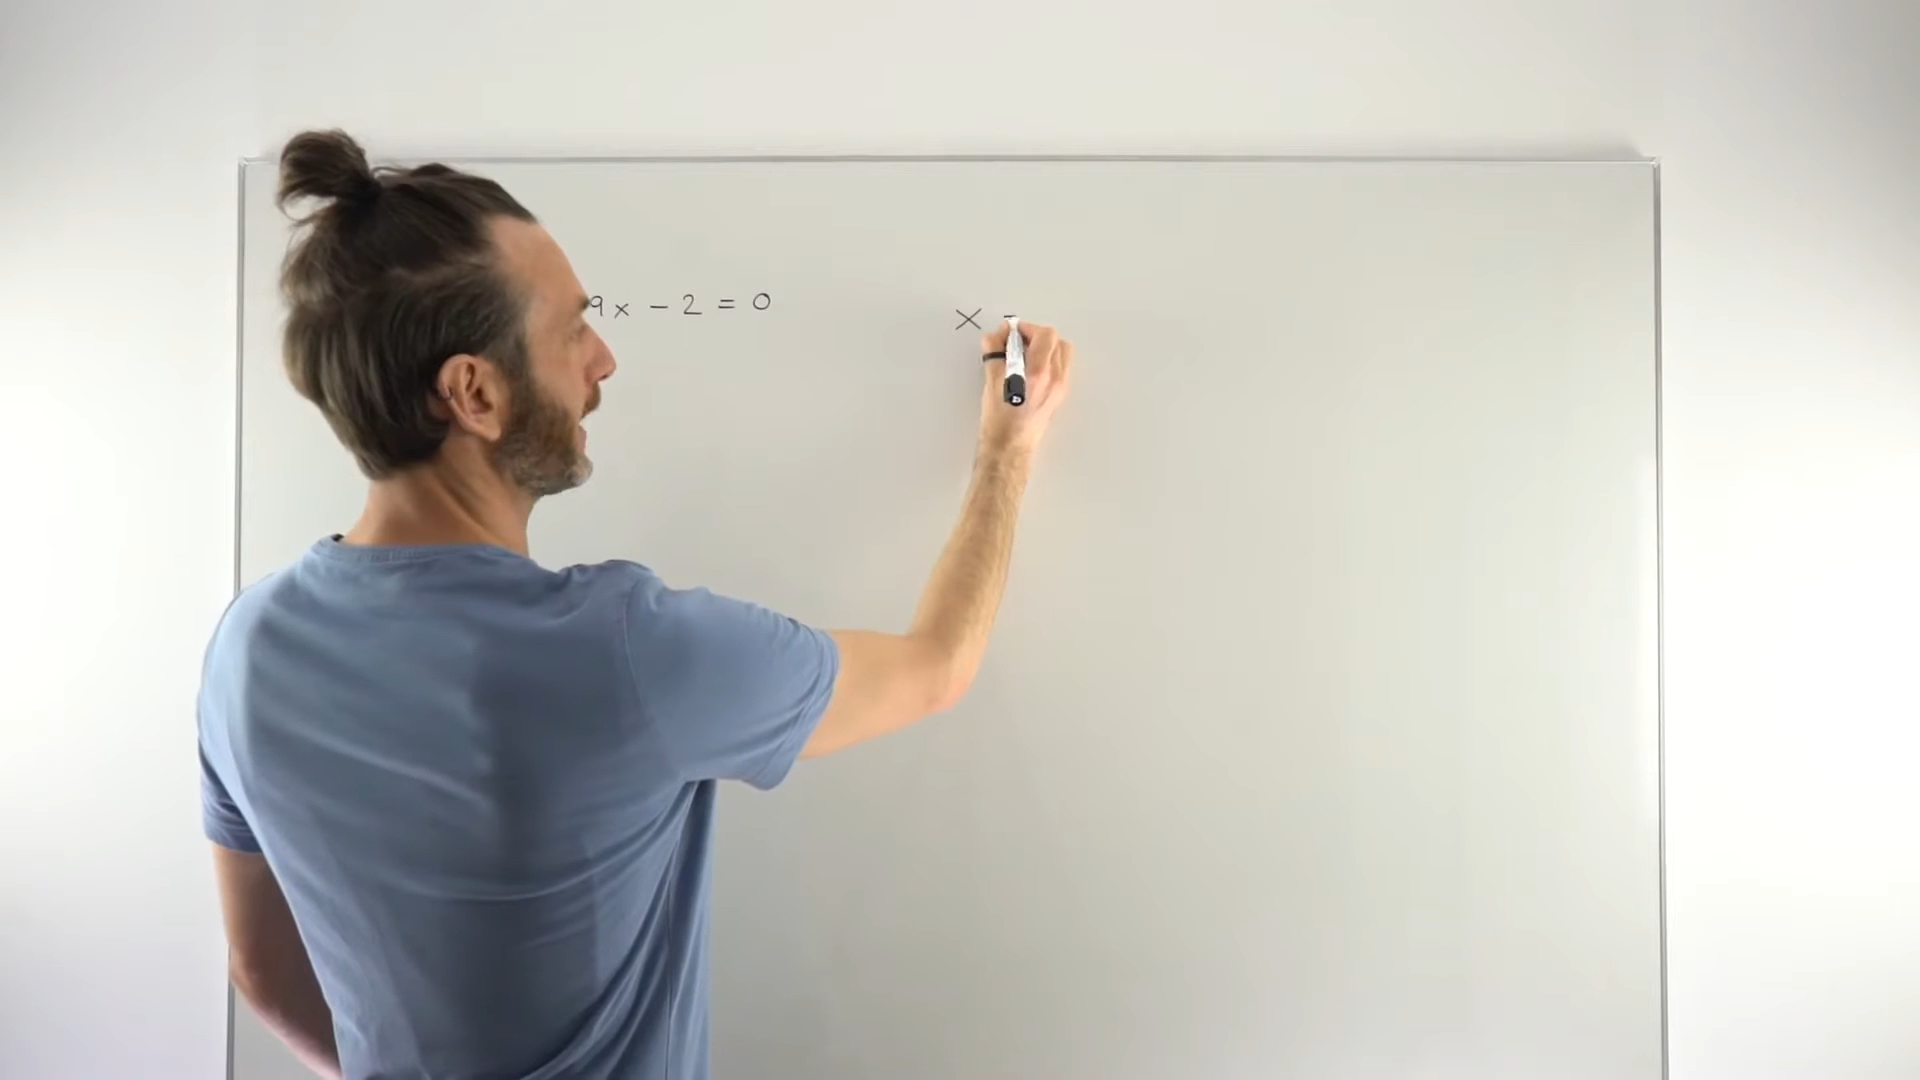 9x - 2 = 0
x =